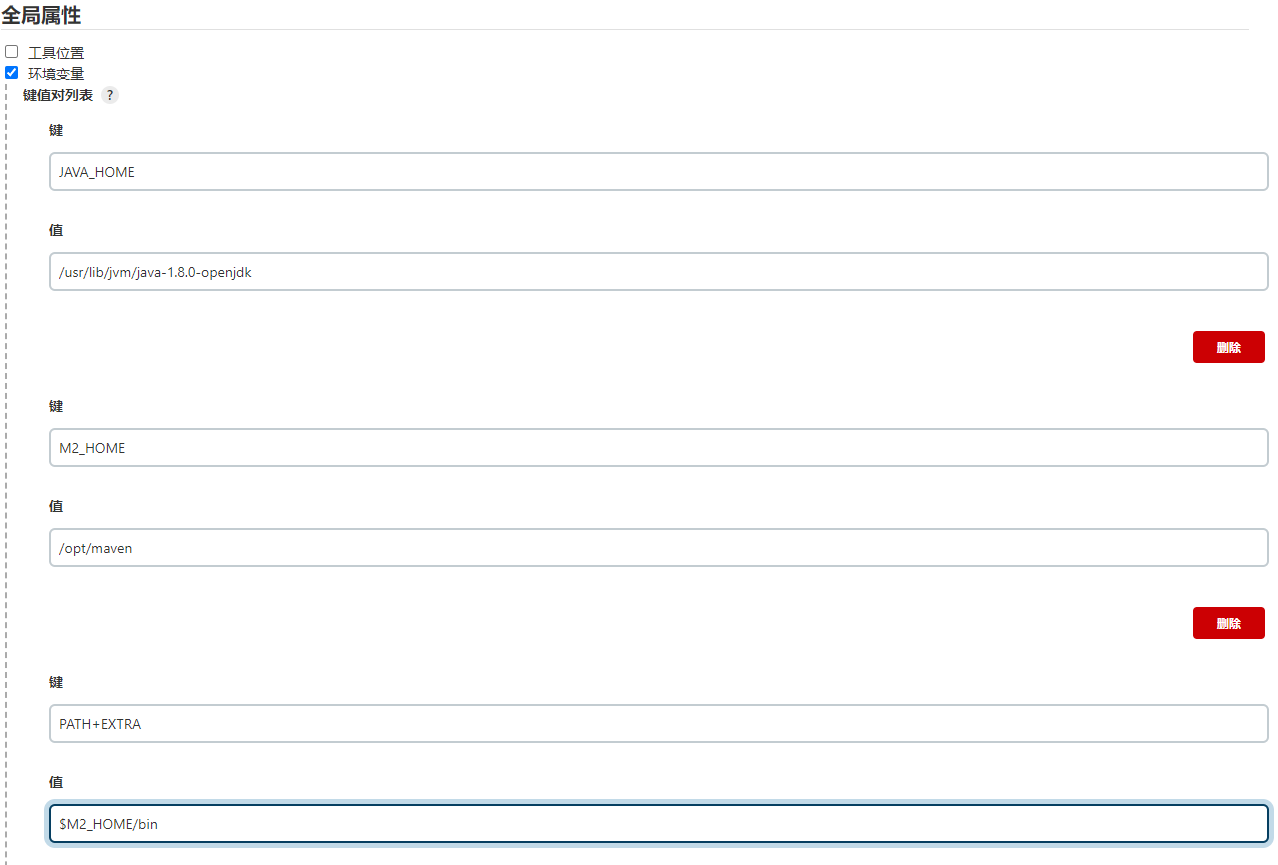 全局属性
工具位置
环境变量
键值对列表 ?
键
JAVA_HOME
值
/usr/lib/jvm/java-1.8.0-openjdk
删除
键
M2_HOME
值
/opt/maven
删除
键
PATH+EXTRA
值
$M2_HOME/bin